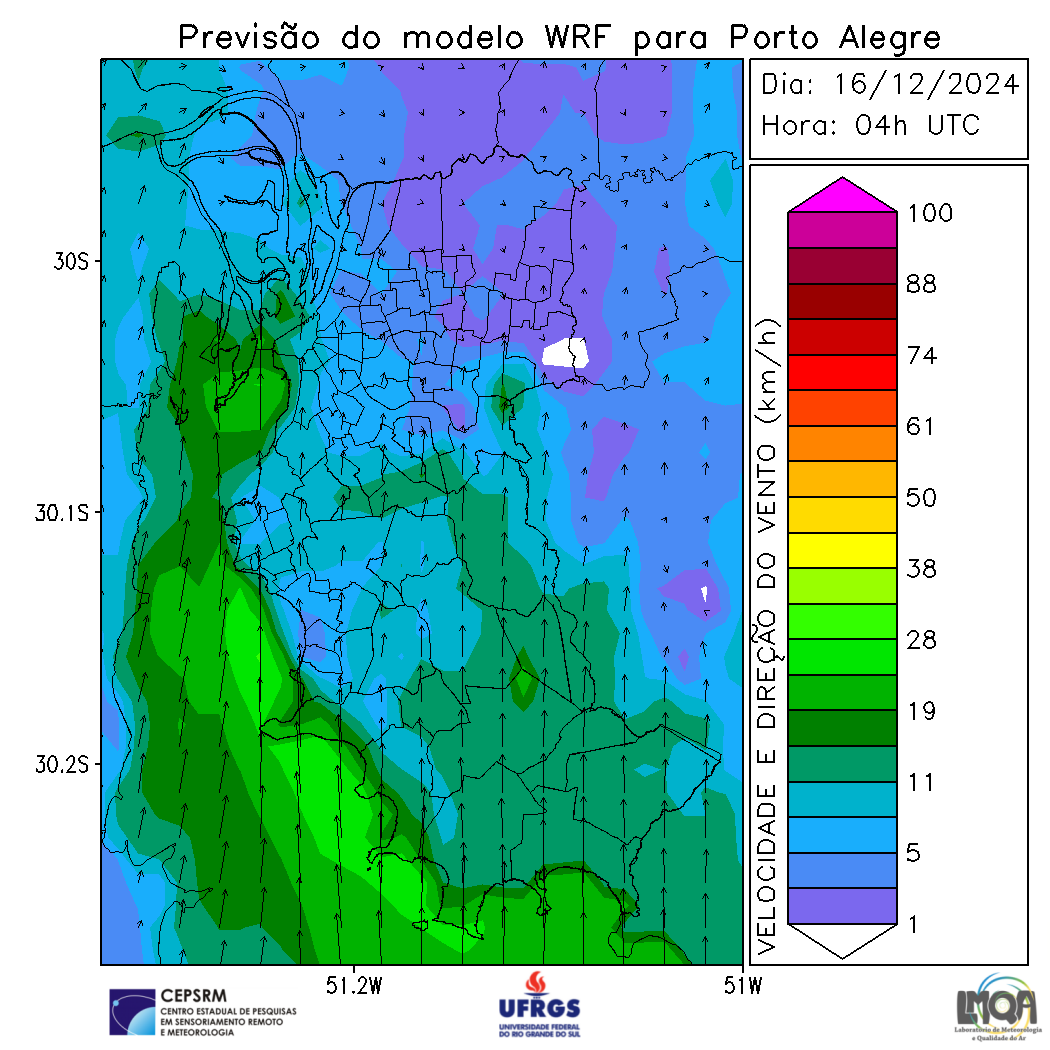 Previsão do modelo WRF para Porto Alegre
Dia: 16/12/2024
Hora: 04h UTC
30S
30.1S
30.2S
51.2W
51W
VELOCIDADE E DIREÇÃO DO VENTO (km/h)
100
88
74
61
50
38
28
19
11
5
1
CEPSRM
CENTRO ESTADUAL DE PESQUISAS
EM SENSORIAMENTO REMOTO
E METEOROLOGIA
UFRGS
UNIVERSIDADE FEDERAL
DO RIO GRANDE DO SUL
LMQA
Laboratório de Meteorologia
e Qualidade do Ar